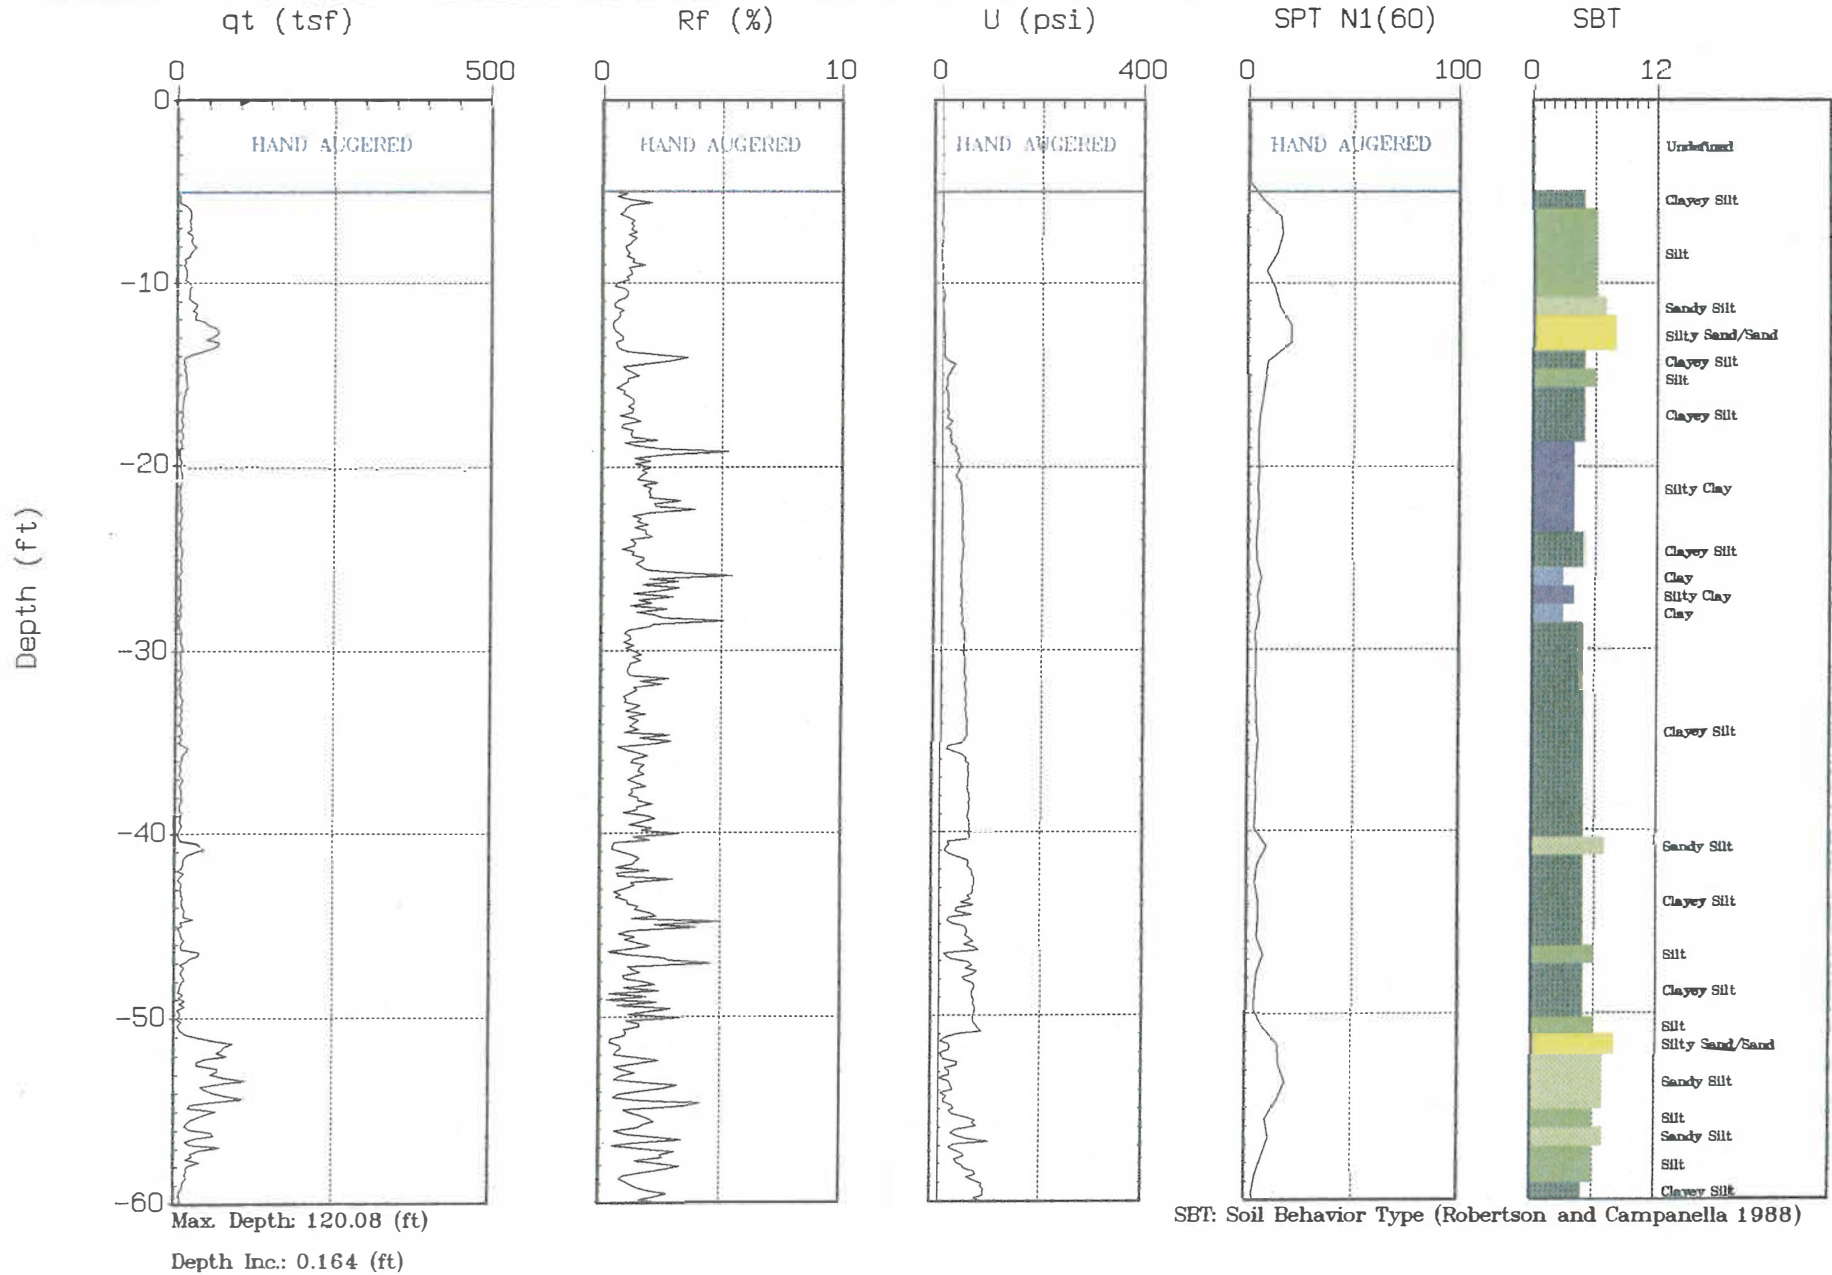 qt (tsf)
Rf (%)
U (psi)
SPT N1(60)
SBT
0 500
0 10
0 400
0 100
0 12
0
-10
-20
-30
-40
-50
-60
Depth (ft)
HAND AUGERED
HAND AUGERED
HAND AUGERED
HAND AUGERED
Undefined
Clayey Silt
Silt
Sandy Silt
Silty Sand/Sand
Clayey Silt
Silt
Clayey Silt
Silty Clay
Clayey Silt
Clay
Silty Clay
Clay
Clayey Silt
Sandy Silt
Clayey Silt
Silt
Clayey Silt
Silt
Silty Sand/Sand
Sandy Silt
Silt
Sandy Silt
Silt
Clayey Silt
Max. Depth: 120.08 (ft)
Depth Inc.: 0.164 (ft)
SBT: Soil Behavior Type (Robertson and Campanella 1988)